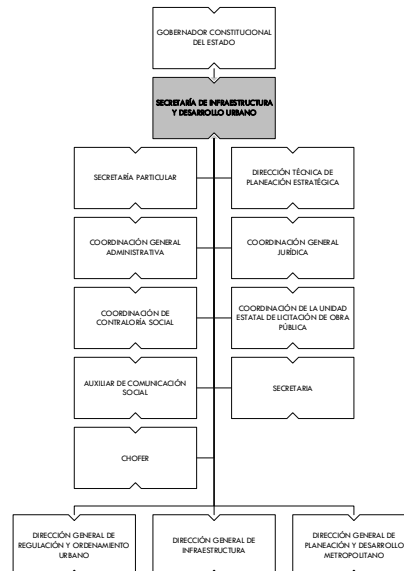 GOBERNADOR CONSTITUCIONAL
DEL ESTADO
SECRETARÍA DE INFRAESTRUCTURA
Y DESARROLLO URBANO
SECRETARÍA PARTICULAR
DIRECCIÓN TÉCNICA DE
PLANEACIÓN ESTRATÉGICA
COORDINACIÓN GENERAL
ADMINISTRATIVA
COORDINACIÓN GENERAL
JURÍDICA
COORDINACIÓN DE
CONTRALORÍA SOCIAL
COORDINACIÓN DE LA UNIDAD
ESTATAL DE LICITACIÓN DE OBRA
PÚBLICA
AUXILIAR DE COMUNICACIÓN
SOCIAL
SECRETARIA
CHOFER
DIRECCIÓN GENERAL DE
REGULACIÓN Y ORDENAMIENTO
URBANO
DIRECCIÓN GENERAL DE
INFRAESTRUCTURA
DIRECCIÓN GENERAL DE
PLANEACIÓN Y DESARROLLO
METROPOLITANO